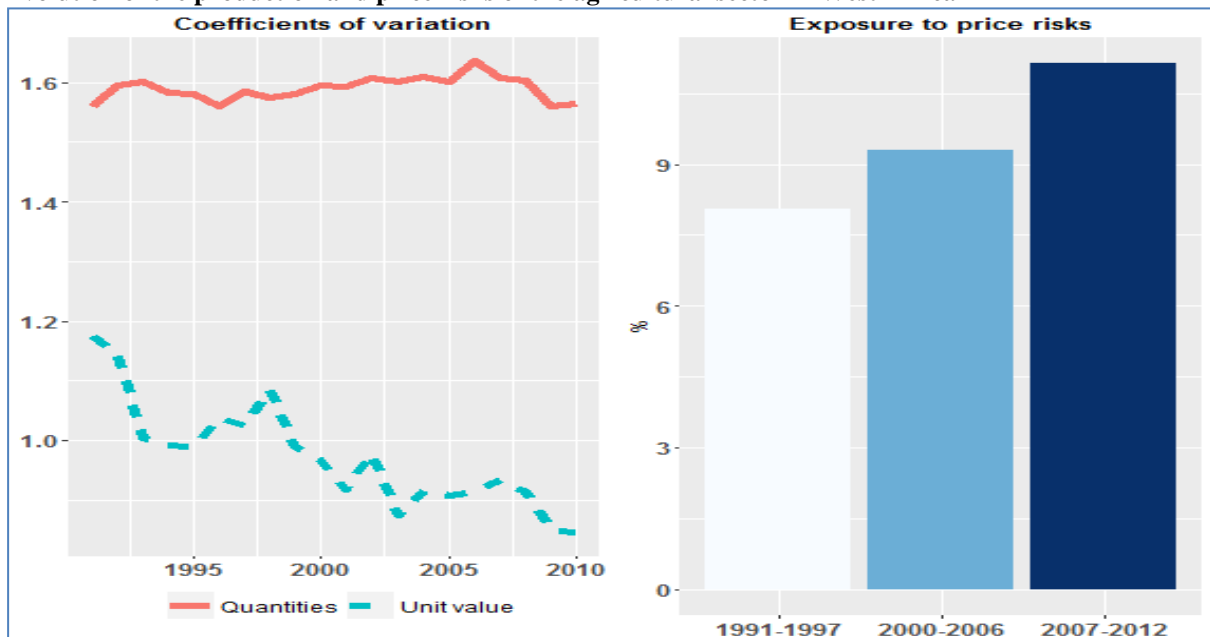 Coefficients of variation
1.6
1.4
1.2
1.0
1995 2000 2005 2010
Quantities Unit value
Exposure to price risks
%
9
6
3
0
1991-1997 2000-2006 2007-2012